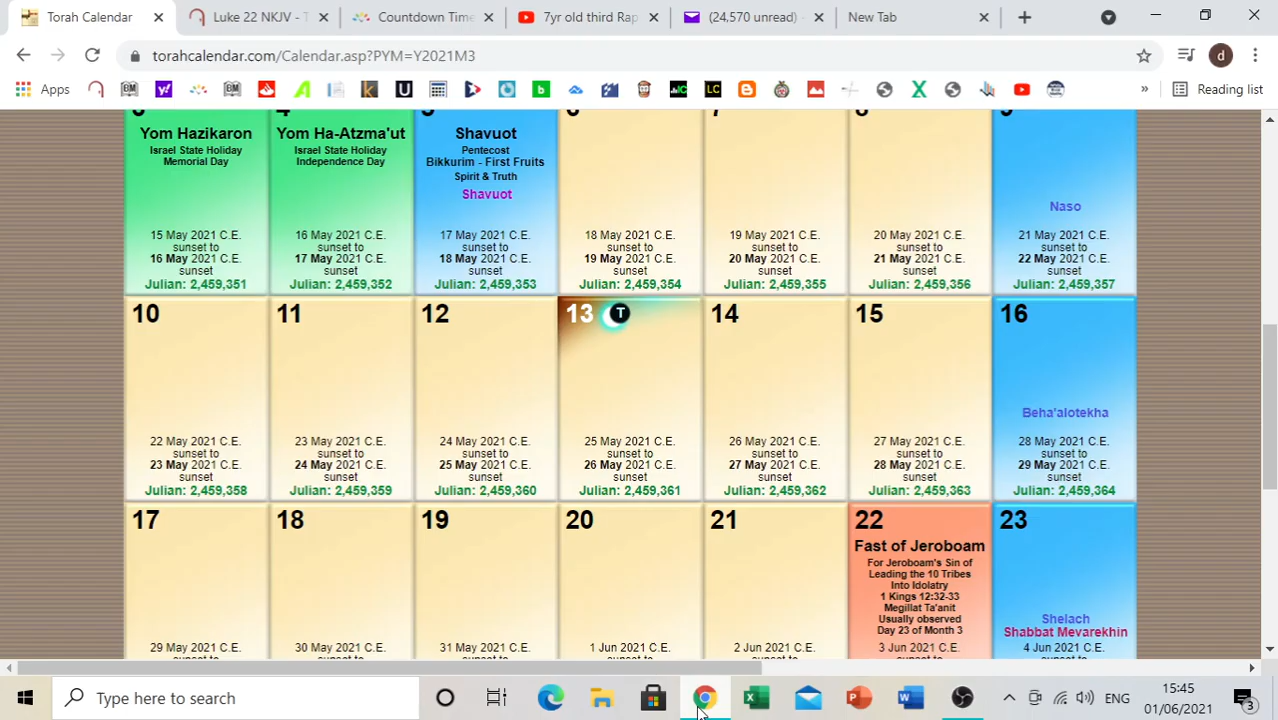 Torah Calendar
Luke 22 NKJV - T
Countdown Time
7yr old third Rap
(24,570 unread) -
New Tab
torahcalendar.com/Calendar.asp?PYM=Y2021M3
d
Apps
Reading list
3
4
5
6
7
8
9
Yom Hazikaron
Israel State Holiday
Memorial Day
15 May 2021 C.E.
sunset to
16 May 2021 C.E.
sunset
Julian: 2,459,351
Yom Ha-Atzma'ut
Israel State Holiday
Independence Day
16 May 2021 C.E.
sunset to
17 May 2021 C.E.
sunset
Julian: 2,459,352
Shavuot
Pentecost
Bikkurim - First Fruits
Spirit & Truth
Shavuot
17 May 2021 C.E.
sunset to
18 May 2021 C.E.
sunset
Julian: 2,459,353
18 May 2021 C.E.
sunset to
19 May 2021 C.E.
sunset
Julian: 2,459,354
19 May 2021 C.E.
sunset to
20 May 2021 C.E.
sunset
Julian: 2,459,355
20 May 2021 C.E.
sunset to
21 May 2021 C.E.
sunset
Julian: 2,459,356
Naso
21 May 2021 C.E.
sunset to
22 May 2021 C.E.
sunset
Julian: 2,459,357
10
22 May 2021 C.E.
sunset to
23 May 2021 C.E.
sunset
Julian: 2,459,358
11
23 May 2021 C.E.
sunset to
24 May 2021 C.E.
sunset
Julian: 2,459,359
12
24 May 2021 C.E.
sunset to
25 May 2021 C.E.
sunset
Julian: 2,459,360
13 T
25 May 2021 C.E.
sunset to
26 May 2021 C.E.
sunset
Julian: 2,459,361
14
26 May 2021 C.E.
sunset to
27 May 2021 C.E.
sunset
Julian: 2,459,362
15
27 May 2021 C.E.
sunset to
28 May 2021 C.E.
sunset
Julian: 2,459,363
16
Beha'alotekha
28 May 2021 C.E.
sunset to
29 May 2021 C.E.
sunset
Julian: 2,459,364
17
29 May 2021 C.E.
18
30 May 2021 C.E.
19
31 May 2021 C.E.
20
1 Jun 2021 C.E.
21
2 Jun 2021 C.E.
22
Fast of Jeroboam
For Jeroboam's Sin of
Leading the 10 Tribes
Into Idolatry
1 Kings 12:32-33
Megillat Ta'anit
Usually observed
Day 23 of Month 3
3 Jun 2021 C.E.
23
Shelach
Shabbat Mevarekhin
4 Jun 2021 C.E.
Type here to search
ENG
15:45
01/06/2021
3